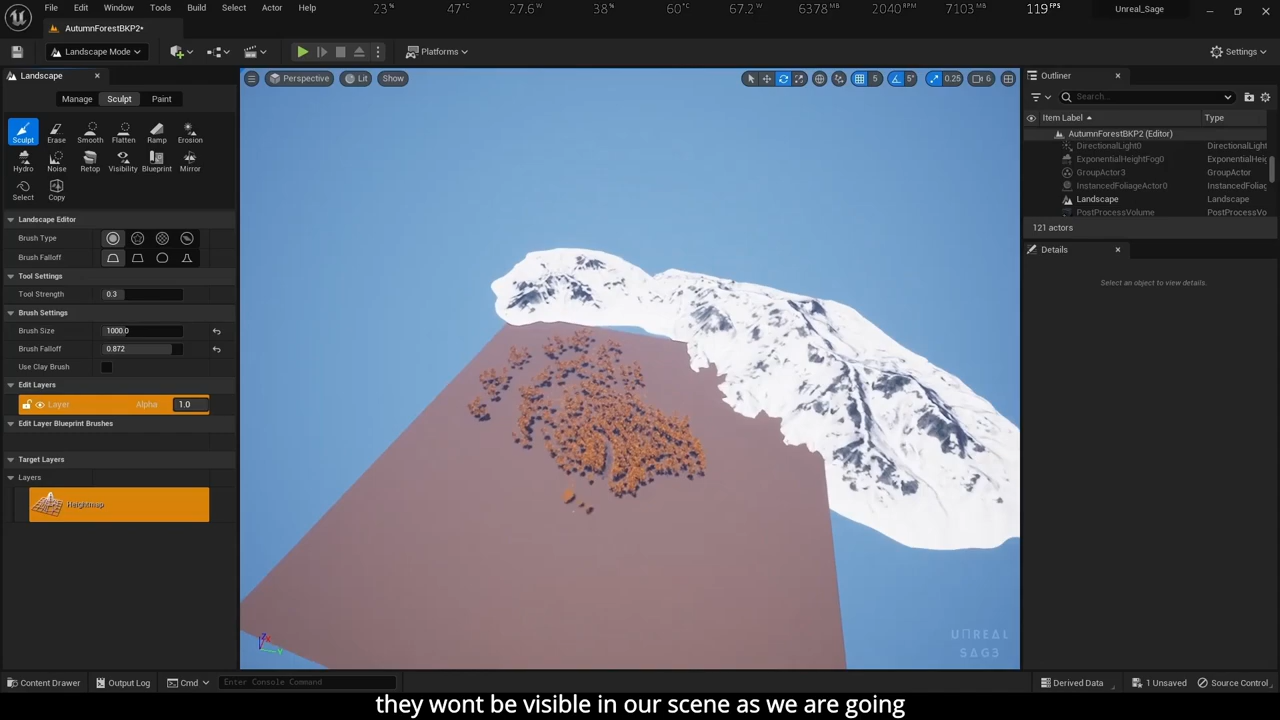 File Edit Window Tools Build Select Actor Help 23% 47°C 27.6W 38% 60°C 67.2W 6378MB 2040RPM 7103MB 119FPS Unreal_Sage
AutumnForestBKP2*
Landscape Mode Platforms Settings
Landscape Perspective Lit Show 5 5° 0.25 6 Outliner
Manage Sculpt Paint Search...
Item Label Type
Sculpt Erase Smooth Flatten Ramp Erosion
Hydro Noise Retop Visibility Blueprint Mirror
Select Copy
AutumnForestBKP2 (Editor)
DirectionalLight0 DirectionalLight
ExponentialHeightFog0 ExponentialHei
GroupActor3 GroupActor
InstancedFoliageActor0 InstancedFoliag
Landscape Landscape
PostProcessVolume PostProcessVolu
121 actors
Landscape Editor
Brush Type
Brush Falloff
Tool Settings
Tool Strength 0.3
Brush Settings
Brush Size 1000.0
Brush Falloff 0.872
Use Clay Brush
Edit Layers
Layer Alpha 1.0
Edit Layer Blueprint Brushes
Target Layers
Layers
Heightmap
Details
Select an object to view details.
UNREAL
SAG3
Content Drawer Output Log Cmd Enter Console Command Derived Data 1 Unsaved Source Control
they wont be visible in our scene as we are going